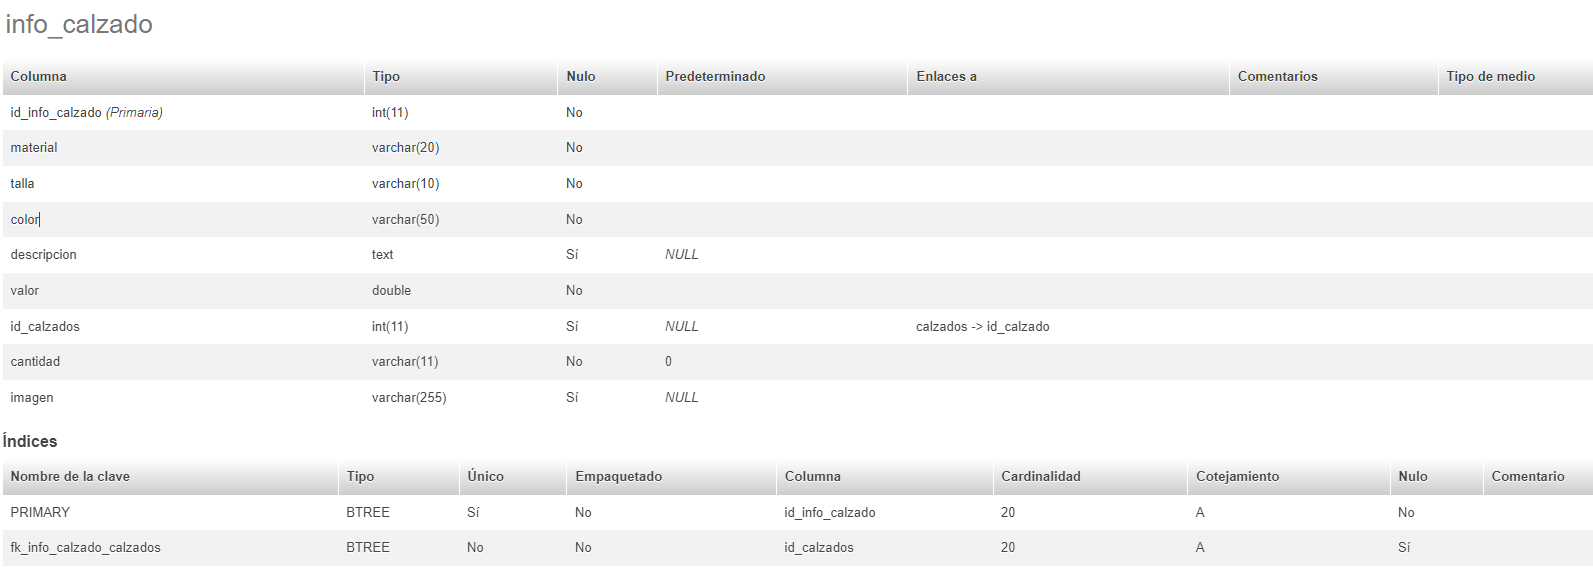 info_calzado
Columna Tipo Nulo Predeterminado Enlaces a Comentarios Tipo de medio
id_info_calzado (Primaria) int(11) No
material varchar(20) No
talla varchar(10) No
color varchar(50) No
descripcion text Sí NULL
valor double No
id_calzados int(11) Sí NULL calzados -> id_calzado
cantidad varchar(11) No 0
imagen varchar(255) Sí NULL
Índices
Nombre de la clave Tipo Único Empaquetado Columna Cardinalidad Cotejamiento Nulo Comentario
PRIMARY BTREE Sí No id_info_calzado 20 A No
fk_info_calzado_calzados BTREE No No id_calzados 20 A Sí